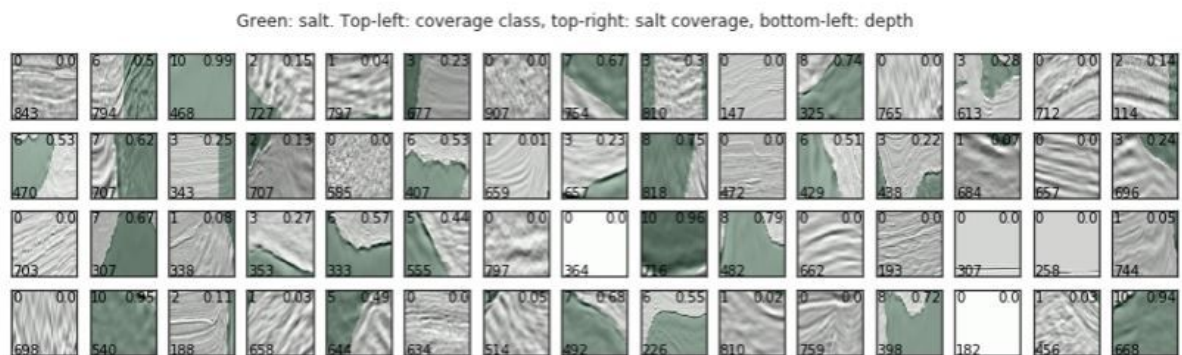 Green: salt. Top-left: coverage class, top-right: salt coverage, bottom-left: depth
0 0.0 6 0.5 10 0.99 2 0.15 1 0.04 3 0.23 0 0.0 7 0.67 3 0.3 0 0.0 8 0.74 0 0.0 3 0.28 0 0.0 2 0.14
843 794 468 727 797 677 907 754 810 147 325 765 613 712 114
6 0.53 7 0.62 3 0.25 2 0.13 0 0.0 6 0.53 1 0.01 3 0.23 8 0.75 0 0.0 6 0.51 3 0.22 1 0.07 0 0.0 3 0.24
470 707 343 707 595 407 659 657 818 472 429 438 684 657 696
0 0.0 7 0.67 1 0.08 3 0.27 6 0.57 5 0.44 0 0.0 0 0.0 10 0.96 8 0.79 0 0.0 0 0.0 0 0.0 0 0.0 1 0.05
703 307 338 353 333 555 797 364 716 482 662 193 307 258 744
0 0.0 10 0.95 2 0.11 1 0.03 5 0.49 0 0.0 1 0.05 7 0.68 6 0.55 1 0.02 0 0.0 8 0.72 0 0.0 1 0.03 10 0.94
698 540 188 658 644 634 514 492 226 810 759 398 182 456 668